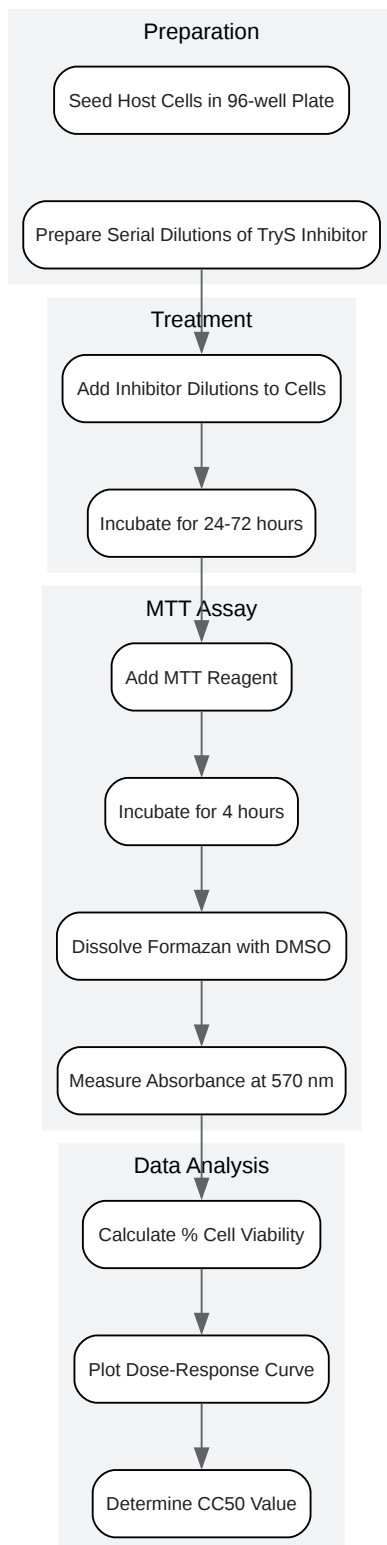 Preparation
Seed Host Cells in 96-well Plate
Prepare Serial Dilutions of TryS Inhibitor
Treatment
Add Inhibitor Dilutions to Cells
Incubate for 24-72 hours
MTT Assay
Add MTT Reagent
Incubate for 4 hours
Dissolve Formazan with DMSO
Measure Absorbance at 570 nm
Data Analysis
Calculate % Cell Viability
Plot Dose-Response Curve
Determine CC50 Value